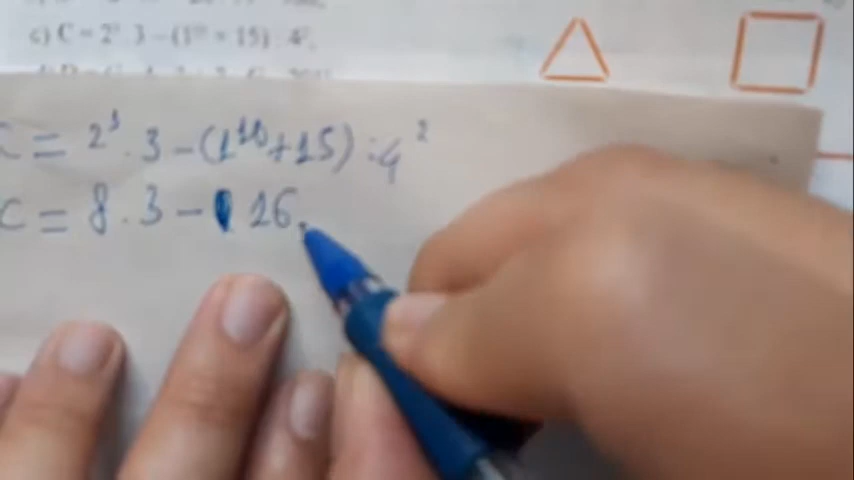 c) C = 2³ . 3 – (1¹⁰ + 15) : 4²
C = 2³ . 3 – (1¹⁰ + 15) : 4²
C = 8 . 3 – 16